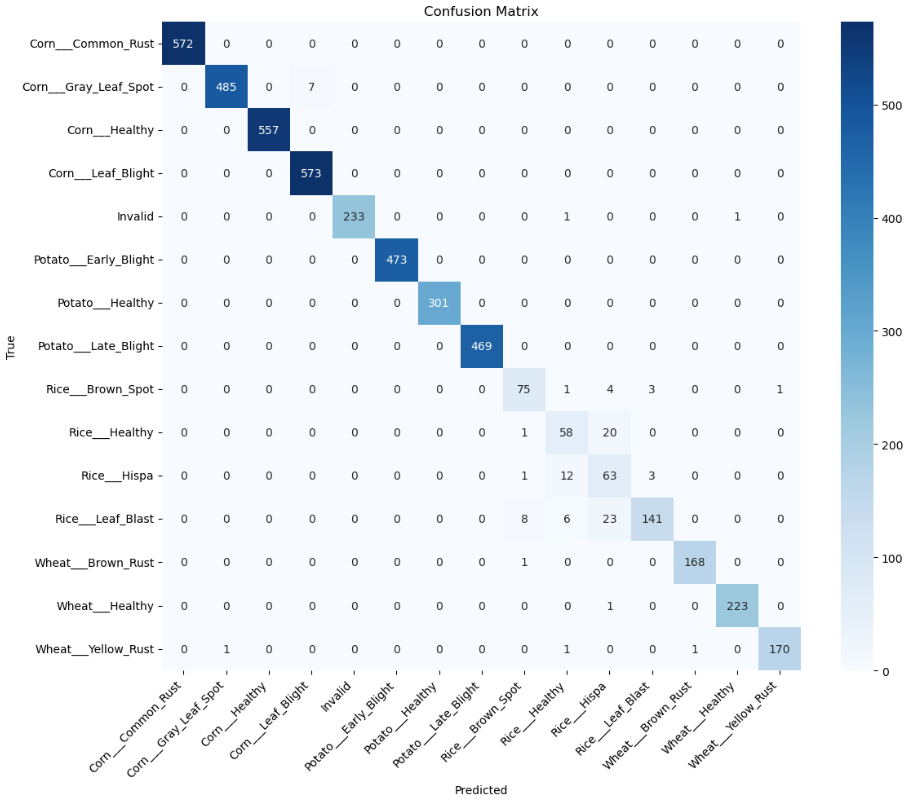 Confusion Matrix
True
Corn___Common_Rust 572 0 0 0 0 0 0 0 0 0 0 0 0 0 0
Corn___Gray_Leaf_Spot 0 485 0 7 0 0 0 0 0 0 0 0 0 0 0
Corn___Healthy 0 0 557 0 0 0 0 0 0 0 0 0 0 0 0
Corn___Leaf_Blight 0 0 0 573 0 0 0 0 0 0 0 0 0 0 0
Invalid 0 0 0 0 233 0 0 0 0 1 0 0 0 1 0
Potato___Early_Blight 0 0 0 0 0 473 0 0 0 0 0 0 0 0 0
Potato___Healthy 0 0 0 0 0 0 301 0 0 0 0 0 0 0 0
Potato___Late_Blight 0 0 0 0 0 0 0 469 0 0 0 0 0 0 0
Rice___Brown_Spot 0 0 0 0 0 0 0 0 75 1 4 3 0 0 1
Rice___Healthy 0 0 0 0 0 0 0 0 1 58 20 0 0 0 0
Rice___Hispa 0 0 0 0 0 0 0 0 1 12 63 3 0 0 0
Rice___Leaf_Blast 0 0 0 0 0 0 0 0 8 6 23 141 0 0 0
Wheat___Brown_Rust 0 0 0 0 0 0 0 0 1 0 0 0 168 0 0
Wheat___Healthy 0 0 0 0 0 0 0 0 0 0 1 0 0 223 0
Wheat___Yellow_Rust 0 1 0 0 0 0 0 0 0 1 0 0 1 0 170
Corn___Common_Rust
Corn___Gray_Leaf_Spot
Corn___Healthy
Corn___Leaf_Blight
Invalid
Potato___Early_Blight
Potato___Healthy
Potato___Late_Blight
Rice___Brown_Spot
Rice___Healthy
Rice___Hispa
Rice___Leaf_Blast
Wheat___Brown_Rust
Wheat___Healthy
Wheat___Yellow_Rust
Predicted
500
400
300
200
100
0